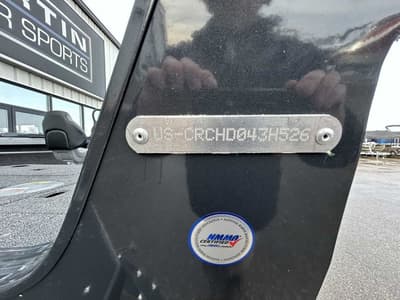 TIN
R SPORTS
US-CRCHD043H526
NMMA
CERTIFIED